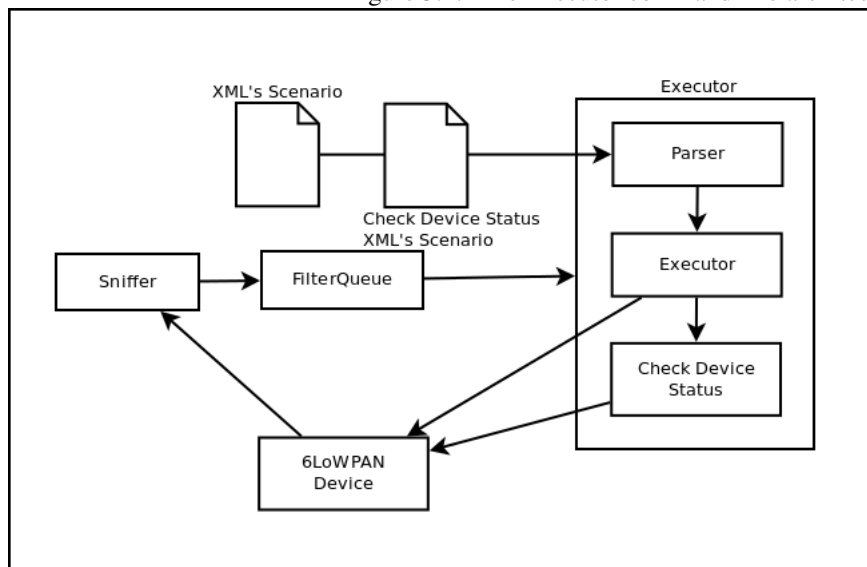 XML's Scenario
Executor
Parser
Check Device Status
XML's Scenario
Executor
Sniffer
FilterQueue
Check Device
Status
6LoWPAN
Device